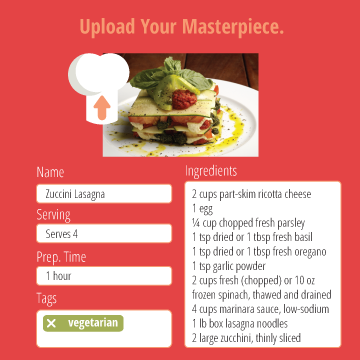 Upload Your Masterpiece.
Name
Zuccini Lasagna
Serving
Serves 4
Prep. Time
1 hour
Tags
vegetarian
Ingredients
2 cups part-skim ricotta cheese
1 egg
¼ cup chopped fresh parsley
1 tsp dried or 1 tbsp fresh basil
1 tsp dried or 1 tbsp fresh oregano
1 tsp garlic powder
2 cups fresh (chopped) or 10 oz
frozen spinach, thawed and drained
4 cups marinara sauce, low-sodium
1 lb box lasagna noodles
2 large zucchini, thinly sliced